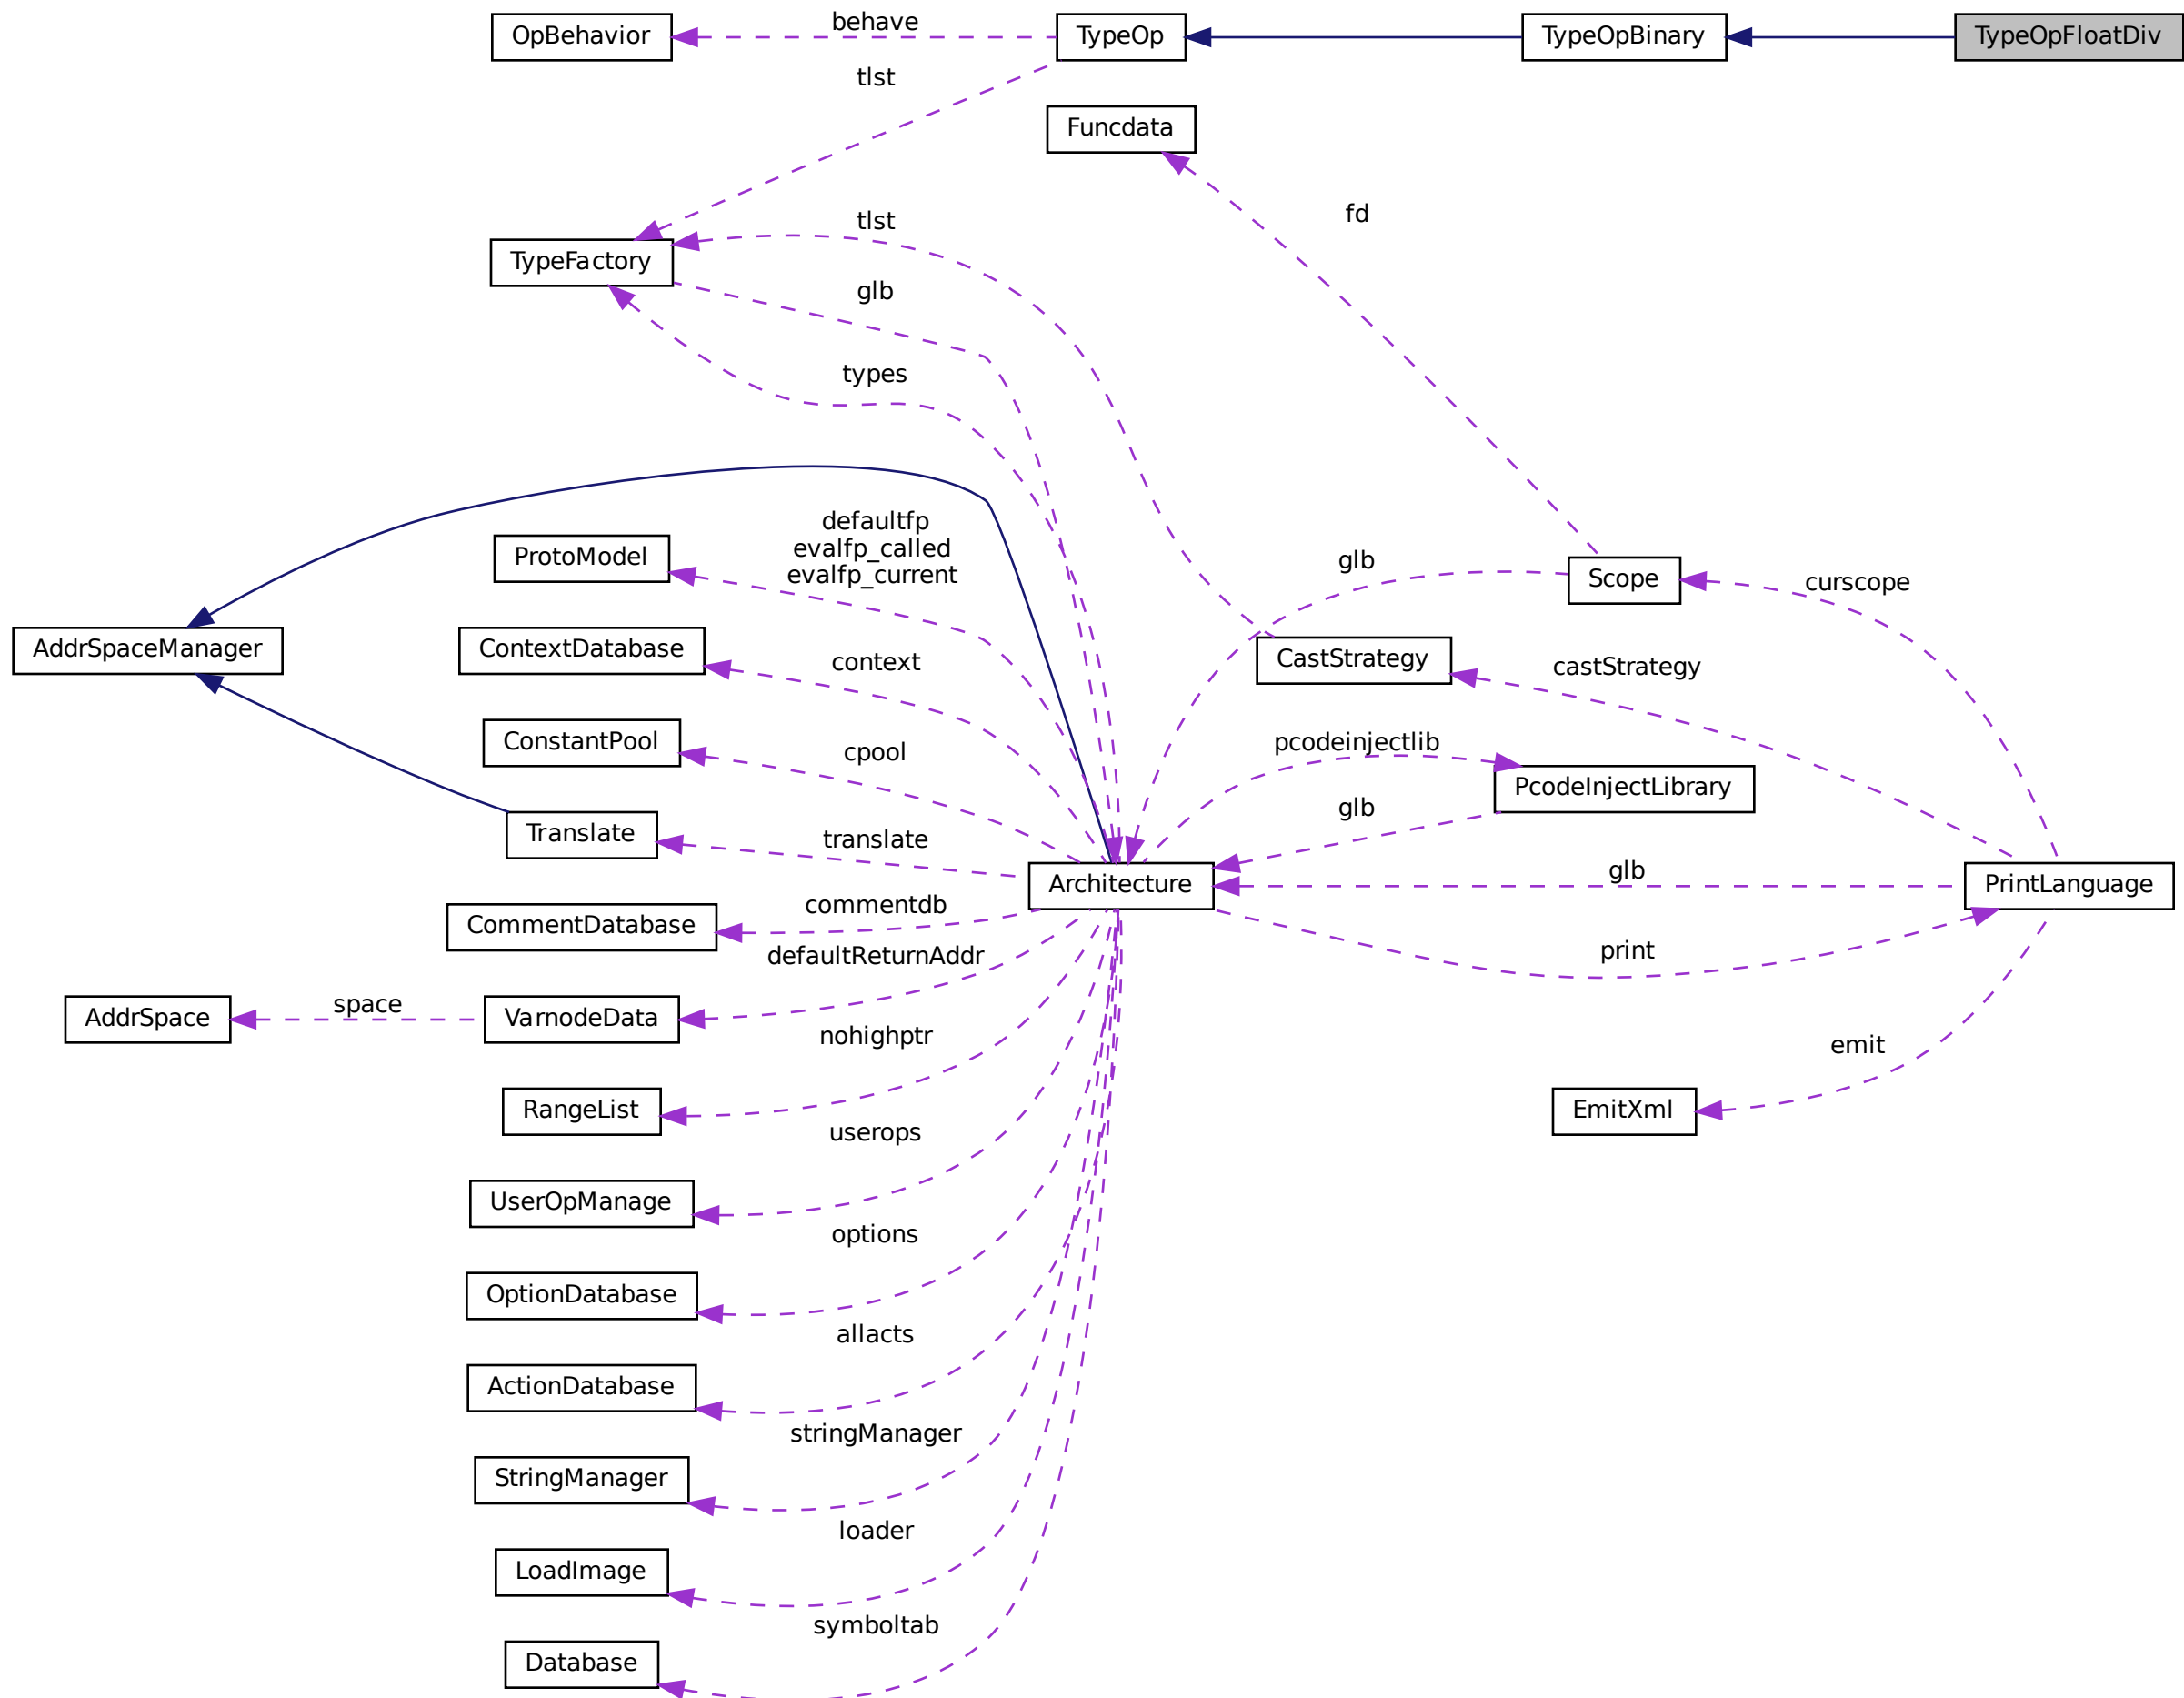 OpBehavior
behave
TypeOp
TypeOpBinary
TypeOpFloatDiv
tlst
Funcdata
fd
tlst
TypeFactory
glb
types
defaultfp
evalfp_called
evalfp_current
ProtoModel
glb
Scope
curscope
AddrSpaceManager
ContextDatabase
context
CastStrategy
castStrategy
ConstantPool
cpool
pcodeinjectlib
PcodeInjectLibrary
glb
Translate
translate
Architecture
glb
PrintLanguage
CommentDatabase
commentdb
print
defaultReturnAddr
AddrSpace
space
VarnodeData
nohighptr
emit
RangeList
EmitXml
userops
UserOpManage
options
OptionDatabase
allacts
ActionDatabase
stringManager
StringManager
loader
LoadImage
symboltab
Database